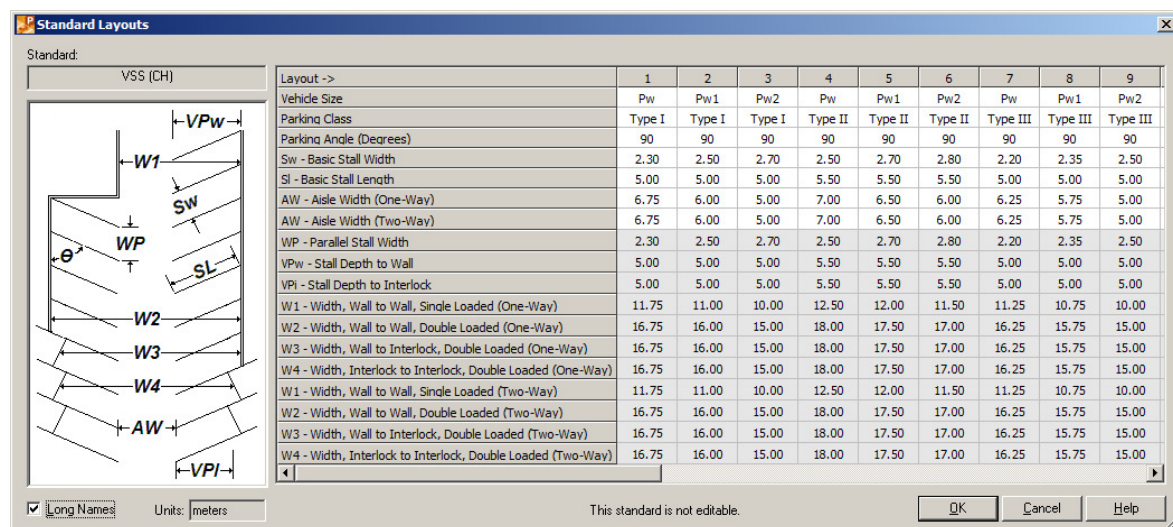 Standard Layouts
Standard:
VSS (CH)
VPw
W1
Sw
WP
Θ
SL
W2
W3
W4
AW
VPI
Layout -> 1 2 3 4 5 6 7 8 9
Vehicle Size Pw Pw1 Pw2 Pw Pw1 Pw2 Pw Pw1 Pw2
Parking Class Type I Type I Type I Type II Type II Type II Type III Type III Type III
Parking Angle (Degrees) 90 90 90 90 90 90 90 90 90
Sw - Basic Stall Width 2.30 2.50 2.70 2.50 2.70 2.80 2.20 2.35 2.50
Sl - Basic Stall Length 5.00 5.00 5.00 5.50 5.50 5.50 5.00 5.00 5.00
AW - Aisle Width (One-Way) 6.75 6.00 5.00 7.00 6.50 6.00 6.25 5.75 5.00
AW - Aisle Width (Two-Way) 6.75 6.00 5.00 7.00 6.50 6.00 6.25 5.75 5.00
WP - Parallel Stall Width 2.30 2.50 2.70 2.50 2.70 2.80 2.20 2.35 2.50
VPw - Stall Depth to Wall 5.00 5.00 5.00 5.50 5.50 5.50 5.00 5.00 5.00
VPi - Stall Depth to Interlock 5.00 5.00 5.00 5.50 5.50 5.50 5.00 5.00 5.00
W1 - Width, Wall to Wall, Single Loaded (One-Way) 11.75 11.00 10.00 12.50 12.00 11.50 11.25 10.75 10.00
W2 - Width, Wall to Wall, Double Loaded (One-Way) 16.75 16.00 15.00 18.00 17.50 17.00 16.25 15.75 15.00
W3 - Width, Wall to Interlock, Double Loaded (One-Way) 16.75 16.00 15.00 18.00 17.50 17.00 16.25 15.75 15.00
W4 - Width, Interlock to Interlock, Double Loaded (One-Way) 16.75 16.00 15.00 18.00 17.50 17.00 16.25 15.75 15.00
W1 - Width, Wall to Wall, Single Loaded (Two-Way) 11.75 11.00 10.00 12.50 12.00 11.50 11.25 10.75 10.00
W2 - Width, Wall to Wall, Double Loaded (Two-Way) 16.75 16.00 15.00 18.00 17.50 17.00 16.25 15.75 15.00
W3 - Width, Wall to Interlock, Double Loaded (Two-Way) 16.75 16.00 15.00 18.00 17.50 17.00 16.25 15.75 15.00
W4 - Width, Interlock to Interlock, Double Loaded (Two-Way) 16.75 16.00 15.00 18.00 17.50 17.00 16.25 15.75 15.00
Long Names Units: meters This standard is not editable. OK Cancel Help